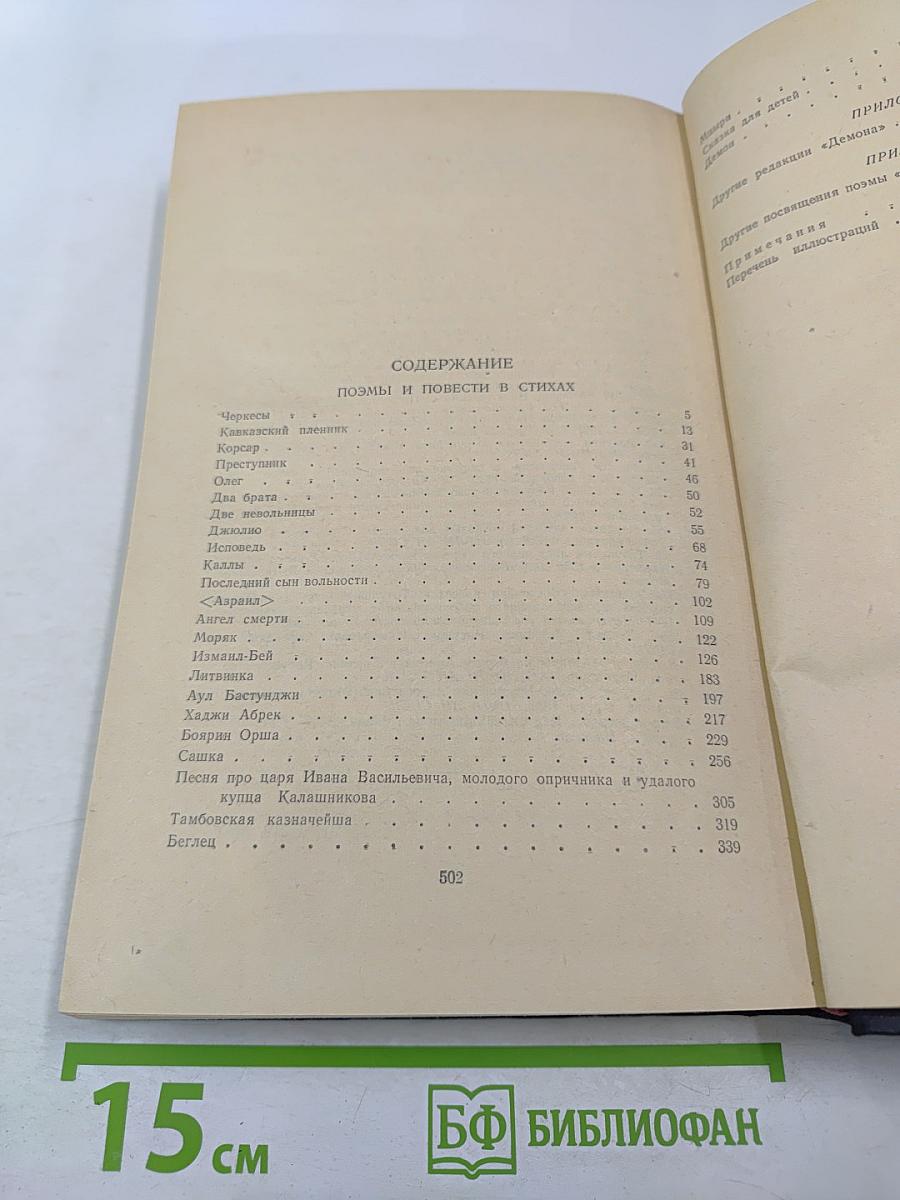 СОДЕРЖАНИЕ
ПОЭМЫ И ПОВЕСТИ В СТИХАХ
Черкесы . . . . . . . . . . . . . . . . 5
Кавказский пленник . . . . . . . . . . . . . 13
Корсар . . . . . . . . . . . . . . . . 31
Преступник . . . . . . . . . . . . . . . 41
Олег . . . . . . . . . . . . . . . . 46
Два брата . . . . . . . . . . . . . . . 50
Две невольницы . . . . . . . . . . . . . . 52
Джюлио . . . . . . . . . . . . . . . . 55
Исповедь . . . . . . . . . . . . . . . . 68
Каллы . . . . . . . . . . . . . . . . 74
Последний сын вольности . . . . . . . . . . . . 79
<Азраил> . . . . . . . . . . . . . . . 102
Ангел смерти . . . . . . . . . . . . . . . 109
Моряк . . . . . . . . . . . . . . . . 122
Измаил-Бей . . . . . . . . . . . . . . . 126
Литвинка . . . . . . . . . . . . . . . . 183
Аул Бастунджи . . . . . . . . . . . . . . 197
Хаджи Абрек . . . . . . . . . . . . . . . 217
Боярин Орша . . . . . . . . . . . . . . . 229
Сашка . . . . . . . . . . . . . . . . 256
Песня про царя Ивана Васильевича, молодого опричника и удалого
купца Калашникова . . . . . . . . . . . . 305
Тамбовская казначейша . . . . . . . . . . . . 319
Беглец . . . . . . . . . . . . . . . . 339
502
Мцыри . . . . . .
Сказка для детей . . . .
Демон . . . . . .
ПРИЛО
Другие редакции «Демона» .
ПРИ
Другие посвящения поэмы «
Примечания . .
Перечень иллюстраций .
15 см
БФ БИБЛИОФАН